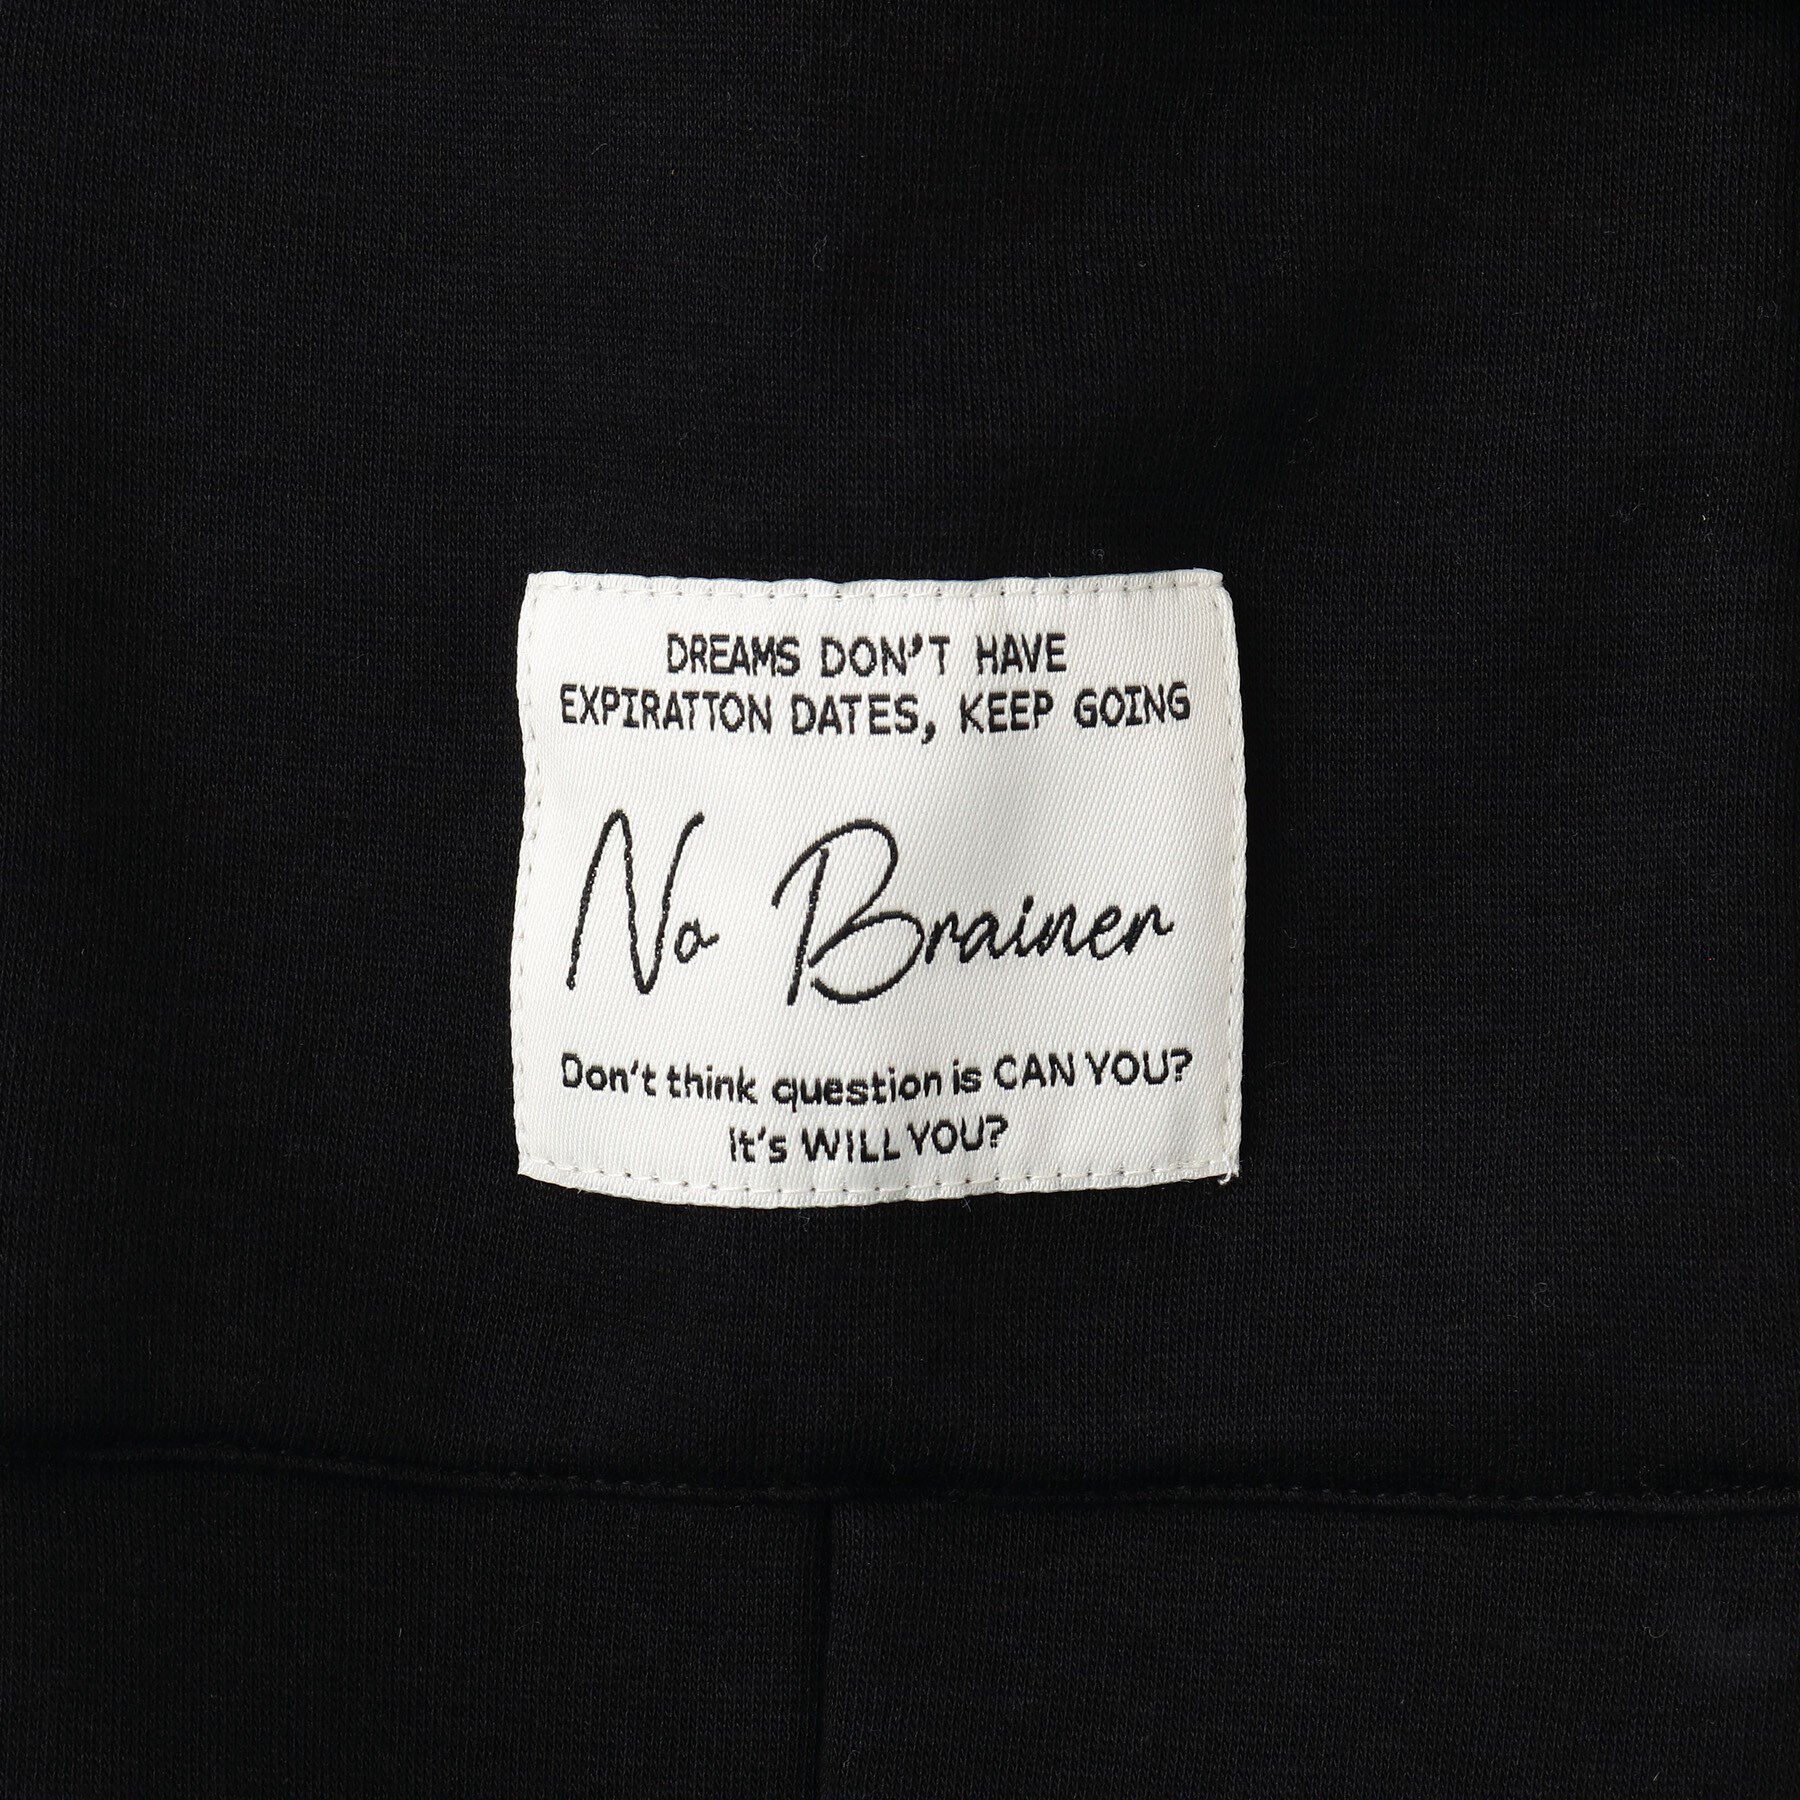 DREAMS DON'T HAVE
EXPIRATTON DATES, KEEP GOING
No Brainer
Don't think question is CAN YOU?
it's WILL YOU?